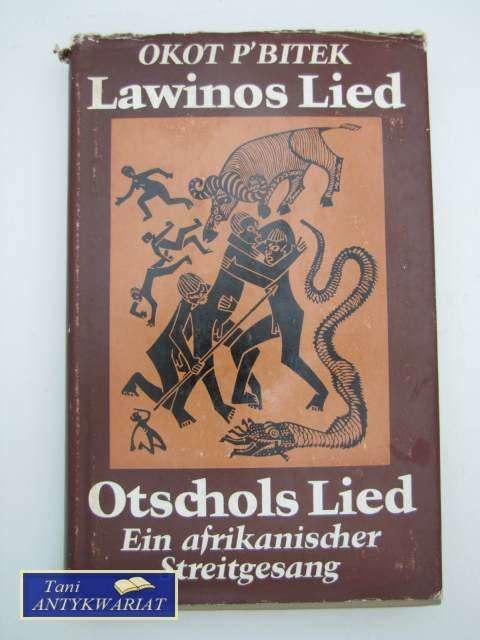 OKOT P'BITEK
Lawinos Lied
Otschols Lied
Ein afrikanischer
Streitgesang
Tani
ANTYKWARIAT